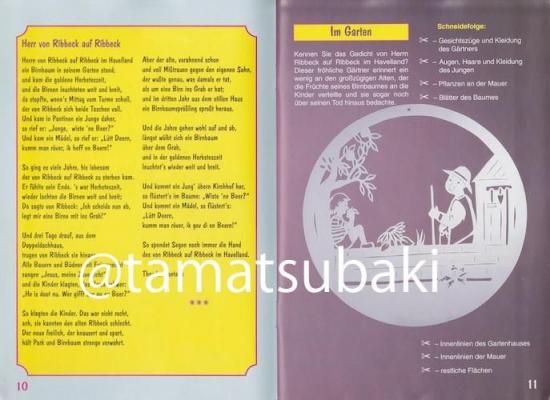 Herr von Ribbeck auf Ribbeck
Herr von Ribbeck auf Ribbeck im Havelland
ein Birnbaum in seinem Garten stand;
und kam die goldene Herbsteszeit,
und die Birnen leuchteten weit und breit,
da stopfte, wenn's Mittag vom Turme scholl,
der von Ribbeck sich beide Taschen voll.
Und kam in Pantinen ein Junge daher,
so rief er: "Junge, wiste 'ne Beer?"
Und kam ein Mädel, so rief er: "Lütt Deern,
kumm man röver, ik heff ne Beern!"
So ging es viele Jahre, bis lobesam
der von Ribbeck auf Ribbeck zu sterben kam.
Er fühlte sein Ende. 's war Herbsteszeit,
wieder lachten die Birnen weit und breit;
Da sagte von Ribbeck: "Ich scheide nun ab,
legt mir eine Birne mit ins Grab!"
Und drei Tage drauf, aus dem
Doppeldachhaus,
trugen von Ribbeck sie hinaus
Alle Bauern und Büdner mit
sangen "Jesus, meine
und die Kinder klagten, das
"He is dod nu. Wer gifft Beer?"
So klagten die Kinder. Das war nicht recht,
ach, sie kannten den alten Ribbeck schlecht.
Der neue freilich, der knausert und spart,
hält Park und Birnbaum strenge verwahrt.
Aber der alte, vorahnend schon
und voll Mißtraum gegen den eigenen Sohn,
der wußte genau, was damals er tat,
als um eine Birn ins Grab er bat;
und im dritten Jahr aus dem stillen Haus
ein Birnbaumsprößling sproßt heraus.
Und die Jahre gehen wohl auf und ab,
längst wölbt sich ein Birnbaum
über dem Grab,
und in der goldenen Herbsteszeit
leuchtet's wieder weit und breit.
Und kommt ein Jung' übern Kirchhof her,
so flüstert's im Baume: "Wiste 'ne Beer?"
Und kommt ein Mädel, so flüstert's:
"Lütt Deern,
kumm man röver, ik gev di en Beern!"
So spendet Segen noch immer die Hand
des von Ribbeck auf Ribbeck im Havelland.
***
10
Im Garten
Kennen Sie das Gedicht von Herrn
Ribbeck auf Ribbeck im Havelland?
Dieser fröhliche Gärtner erinnert ein
wenig an den großzügigen Alten, der
die Früchte seines Birnbaumes an die
Kinder verteilte und sie sogar noch
über seinen Tod hinaus bedachte.
Schneidefolge:
✂ – Gesichtszüge und Kleidung
des Gärtners
✂ – Augen, Haare und Kleidung
des Jungen
✂ – Pflanzen an der Mauer
✂ – Blätter des Baumes
✂ – Innenlinien des Gartenhauses
✂ – Innenlinien der Mauer
✂ – restliche Flächen
11
@tamatsubaki